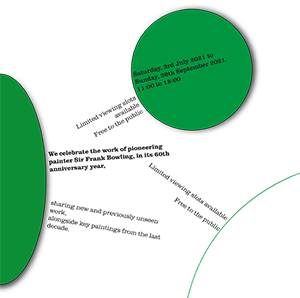 Saturday, 3rd July 2021 to
Sunday, 26th September 2021,
11:00 to 18:00
Limited viewing slots
available
Free to the public
We celebrate the work of pioneering
painter Sir Frank Bowling, in its 60th
anniversary year,
Limited viewing slots available
Free to the public
sharing new and previously unseen
work,
alongside key paintings from the last
decade.